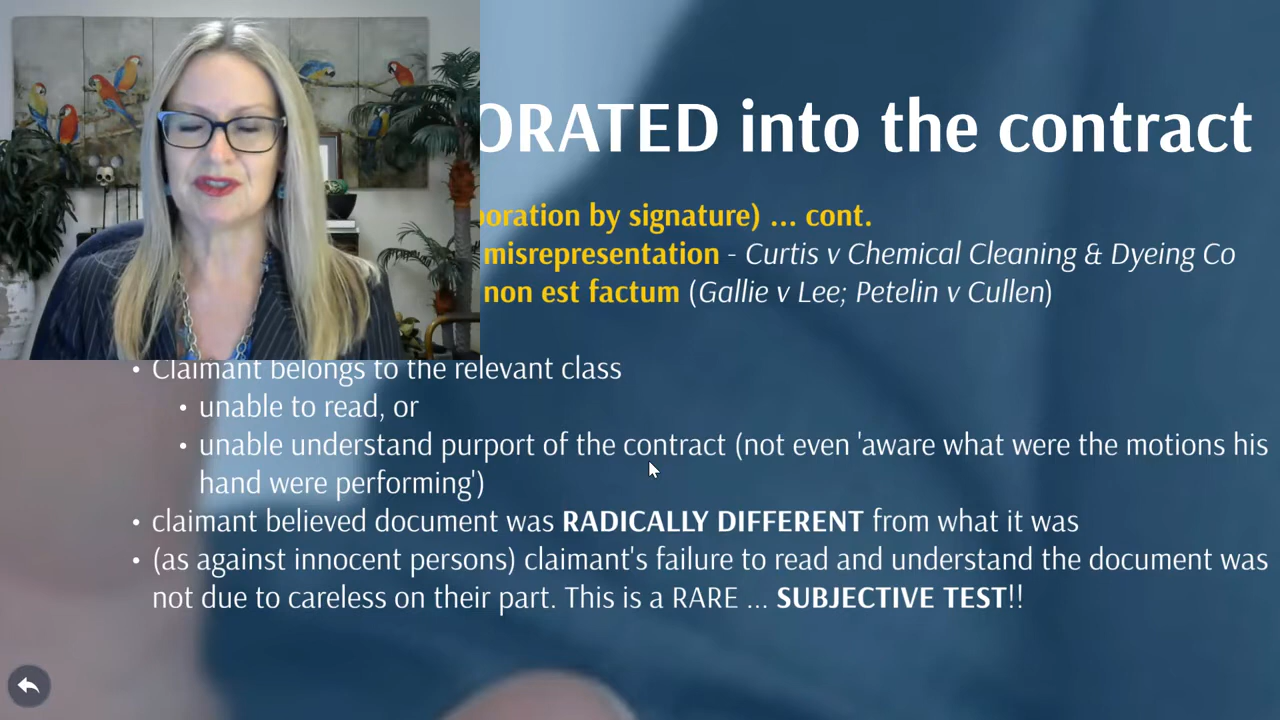 ORATED into the contract
oration by signature) ... cont.
misrepresentation - Curtis v Chemical Cleaning & Dyeing Co
non est factum (Gallie v Lee; Petelin v Cullen)
• Claimant belongs to the relevant class
• unable to read, or
• unable understand purport of the contract (not even 'aware what were the motions his
hand were performing')
• claimant believed document was RADICALLY DIFFERENT from what it was
• (as against innocent persons) claimant's failure to read and understand the document was
not due to careless on their part. This is a RARE ... SUBJECTIVE TEST!!